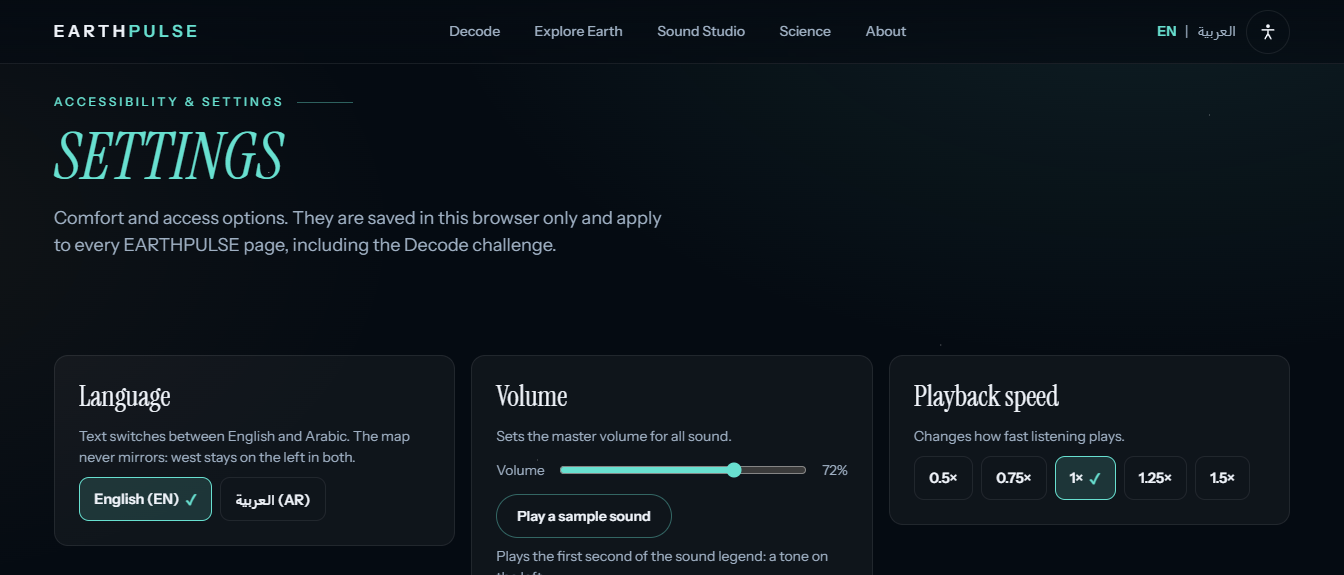 EARTHPULSE
Decode
Explore Earth
Sound Studio
Science
About
EN | العربية
ACCESSIBILITY & SETTINGS
SETTINGS
Comfort and access options. They are saved in this browser only and apply
to every EARTHPULSE page, including the Decode challenge.
Language
Text switches between English and Arabic. The map
never mirrors: west stays on the left in both.
English (EN) ✓
العربية (AR)
Volume
Sets the master volume for all sound.
Volume 72%
Play a sample sound
Plays the first second of the sound legend: a tone on
the left
Playback speed
Changes how fast listening plays.
0.5×
0.75×
1× ✓
1.25×
1.5×